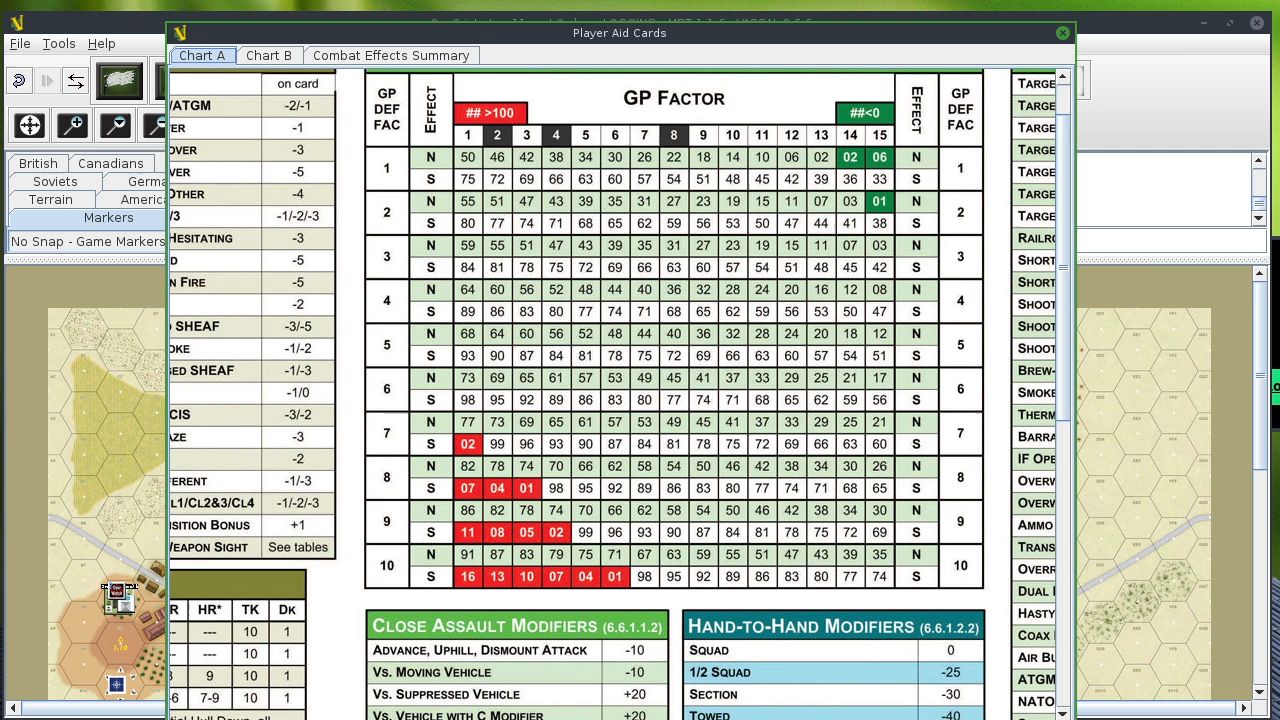 Player Aid Cards
File Tools Help
Chart A Chart B Combat Effects Summary
British Canadians
Soviets Germa
Terrain America
Markers
No Snap - Game Markers
on card
/ATGM -2/-1
ER -1
OVER -3
VER -5
OTHER -4
/3 -1/-2/-3
HESITATING -3
D -5
N FIRE -5
-2
SHEAF -3/-5
OKE -1/-2
GED SHEAF -1/-3
-1/0
CIS -3/-2
AZE -3
-2
FERENT -1/-3
L1/CL2&3/CL4 -1/-2/-3
SITION BONUS +1
EAPON SIGHT See tables
R HR* TK DK
-- --- 10 1
-- --- 10 1
9 10 1
-6 7-9 10 1
GP DEF FAC EFFECT GP FACTOR EFFECT GP DEF FAC
## >100 ##<0
1 2 3 4 5 6 7 8 9 10 11 12 13 14 15
1 N 50 46 42 38 34 30 26 22 18 14 10 06 02 02 06 N 1
S 75 72 69 66 63 60 57 54 51 48 45 42 39 36 33 S
2 N 55 51 47 43 39 35 31 27 23 19 15 11 07 03 01 N 2
S 80 77 74 71 68 65 62 59 56 53 50 47 44 41 38 S
3 N 59 55 51 47 43 39 35 31 27 23 19 15 11 07 03 N 3
S 84 81 78 75 72 69 66 63 60 57 54 51 48 45 42 S
4 N 64 60 56 52 48 44 40 36 32 28 24 20 16 12 08 N 4
S 89 86 83 80 77 74 71 68 65 62 59 56 53 50 47 S
5 N 68 64 60 56 52 48 44 40 36 32 28 24 20 18 12 N 5
S 93 90 87 84 81 78 75 72 69 66 63 60 57 54 51 S
6 N 73 69 65 61 57 53 49 45 41 37 33 29 25 21 17 N 6
S 98 95 92 89 86 83 80 77 74 71 68 65 62 59 56 S
7 N 77 73 69 65 61 57 53 49 45 41 37 33 29 25 21 N 7
S 02 99 96 93 90 87 84 81 78 75 72 69 66 63 60 S
8 N 82 78 74 70 66 62 58 54 50 46 42 38 34 30 26 N 8
S 07 04 01 98 95 92 89 86 83 80 77 74 71 68 65 S
9 N 86 82 78 74 70 66 62 58 54 50 46 42 38 34 30 N 9
S 11 08 05 02 99 96 93 90 87 84 81 78 75 72 69 S
10 N 91 87 83 79 75 71 67 63 59 55 51 47 43 39 35 N 10
S 16 13 10 07 04 01 98 95 92 89 86 83 80 77 74 S
CLOSE ASSAULT MODIFIERS (6.6.1.1.2)
ADVANCE, UPHILL, DISMOUNT ATTACK -10
VS. MOVING VEHICLE -10
VS. SUPPRESSED VEHICLE +20
VS. VEHICLE WITH C MODIFIER +20
HAND-TO-HAND MODIFIERS (6.6.1.2.2)
SQUAD 0
1/2 SQUAD -25
SECTION -30
TOWED -40
TARGE
TARGE
TARGE
TARGE
TARGE
TARGE
TARGE
RAILRO
SHORT
SHORT
SHOOT
SHOOT
SHOOT
BREW-
SMOKE
THERM
BARRA
IF OPE
OVERW
OVERW
AMMO
TRANS
OVERR
DUAL
HASTY
COAX
AIR BU
ATGM
NATO